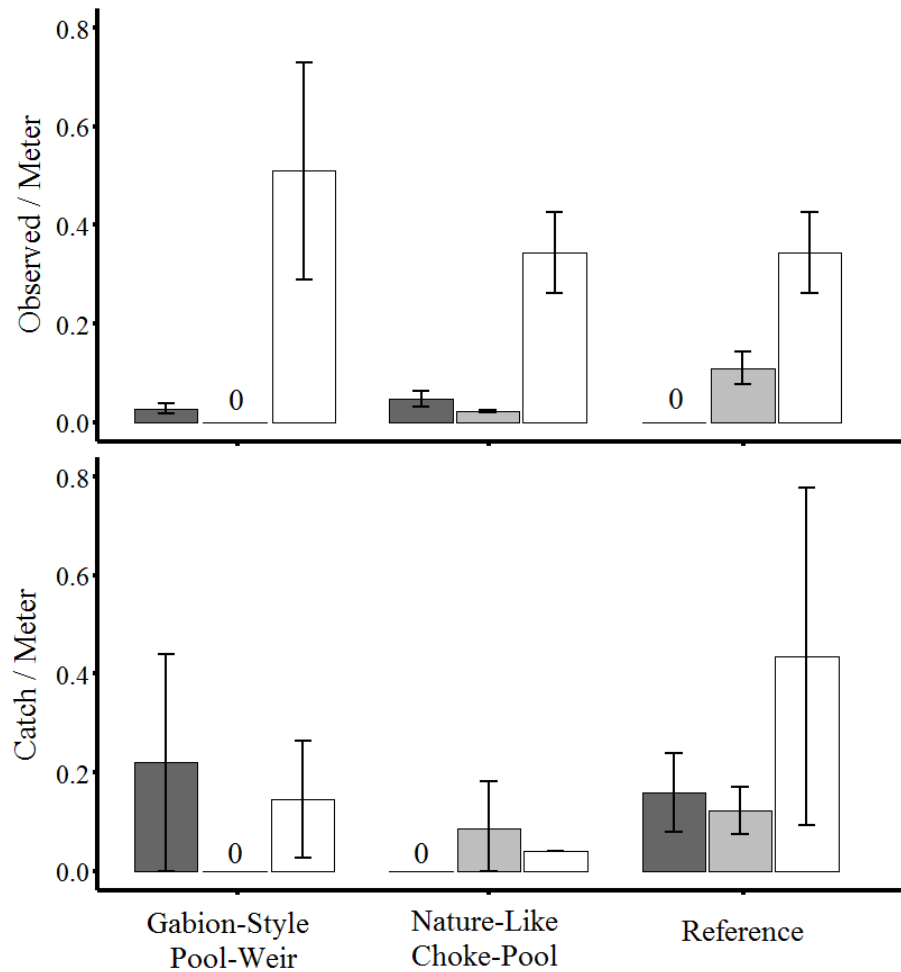 0.8
0.6
0.4
0.2
0.0
Observed / Meter
0
0
0.8
0.6
0.4
0.2
0.0
Catch / Meter
0
0
Gabion-Style
Pool-Weir
Nature-Like
Choke-Pool
Reference